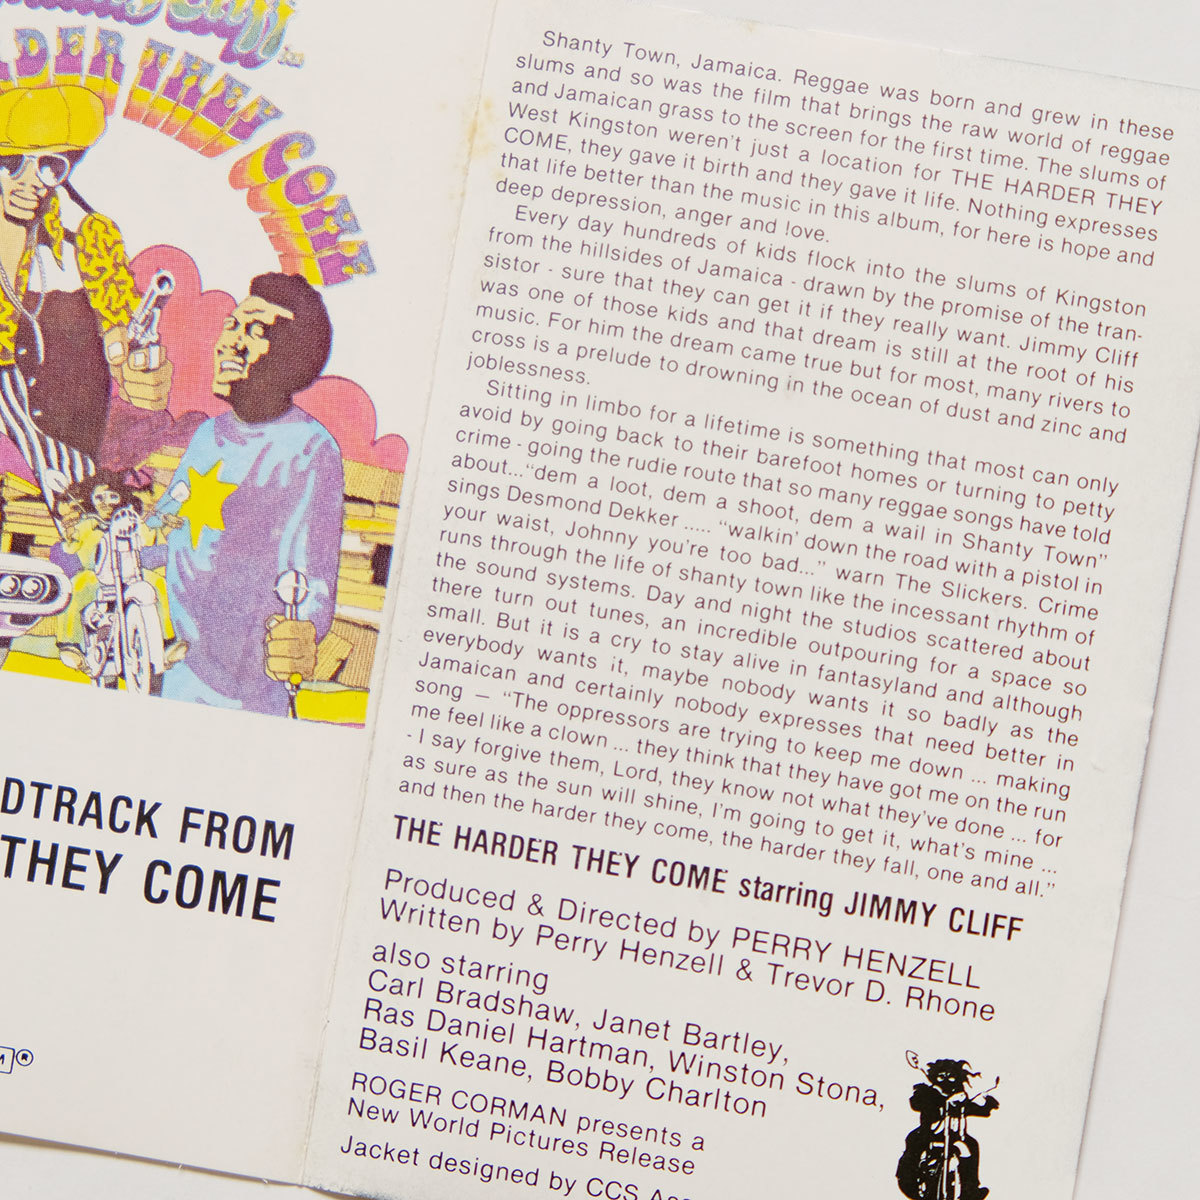 Cliff
in
HARDER THEY COME
DTRACK FROM
THEY COME
M®
Shanty Town, Jamaica. Reggae was born and grew in these
slums and so was the film that brings the raw world of reggae
and Jamaican grass to the screen for the first time. The slums of
West Kingston weren't just a location for THE HARDER THEY
COME, they gave it birth and they gave it life. Nothing expresses
that life better than the music in this album, for here is hope and
deep depression, anger and love.
Every day hundreds of kids flock into the slums of Kingston
from the hillsides of Jamaica - drawn by the promise of the tran-
sistor - sure that they can get it if they really want. Jimmy Cliff
was one of those kids and that dream is still at the root of his
music. For him the dream came true but for most, many rivers to
cross is a prelude to drowning in the ocean of dust and zinc and
joblessness.
Sitting in limbo for a lifetime is something that most can only
avoid by going back to their barefoot homes or turning to petty
crime - going the rudie route that so many reggae songs have told
about..."dem a loot, dem a shoot, dem a wail in Shanty Town"
sings Desmond Dekker ..... "walkin' down the road with a pistol in
your waist, Johnny you're too bad..." warn The Slickers. Crime
runs through the life of shanty town like the incessant rhythm of
the sound systems. Day and night the studios scattered about
there turn out tunes, an incredible outpouring for a space so
small. But it is a cry to stay alive in fantasyland and although
everybody wants it, maybe nobody wants it so badly as the
Jamaican and certainly nobody expresses that need better in
song — "The oppressors are trying to keep me down ... making
me feel like a clown ... they think that they have got me on the run
- I say forgive them, Lord, they know not what they've done ... for
as sure as the sun will shine, I'm going to get it, what's mine ...
and then the harder they come, the harder they fall, one and all."
THE HARDER THEY COME starring JIMMY CLIFF
Produced & Directed by PERRY HENZELL
Written by Perry Henzell & Trevor D. Rhone
also starring
Carl Bradshaw, Janet Bartley,
Ras Daniel Hartman, Winston Stona,
Basil Keane, Bobby Charlton
ROGER CORMAN presents a
New World Pictures Release
Jacket designed by CCS